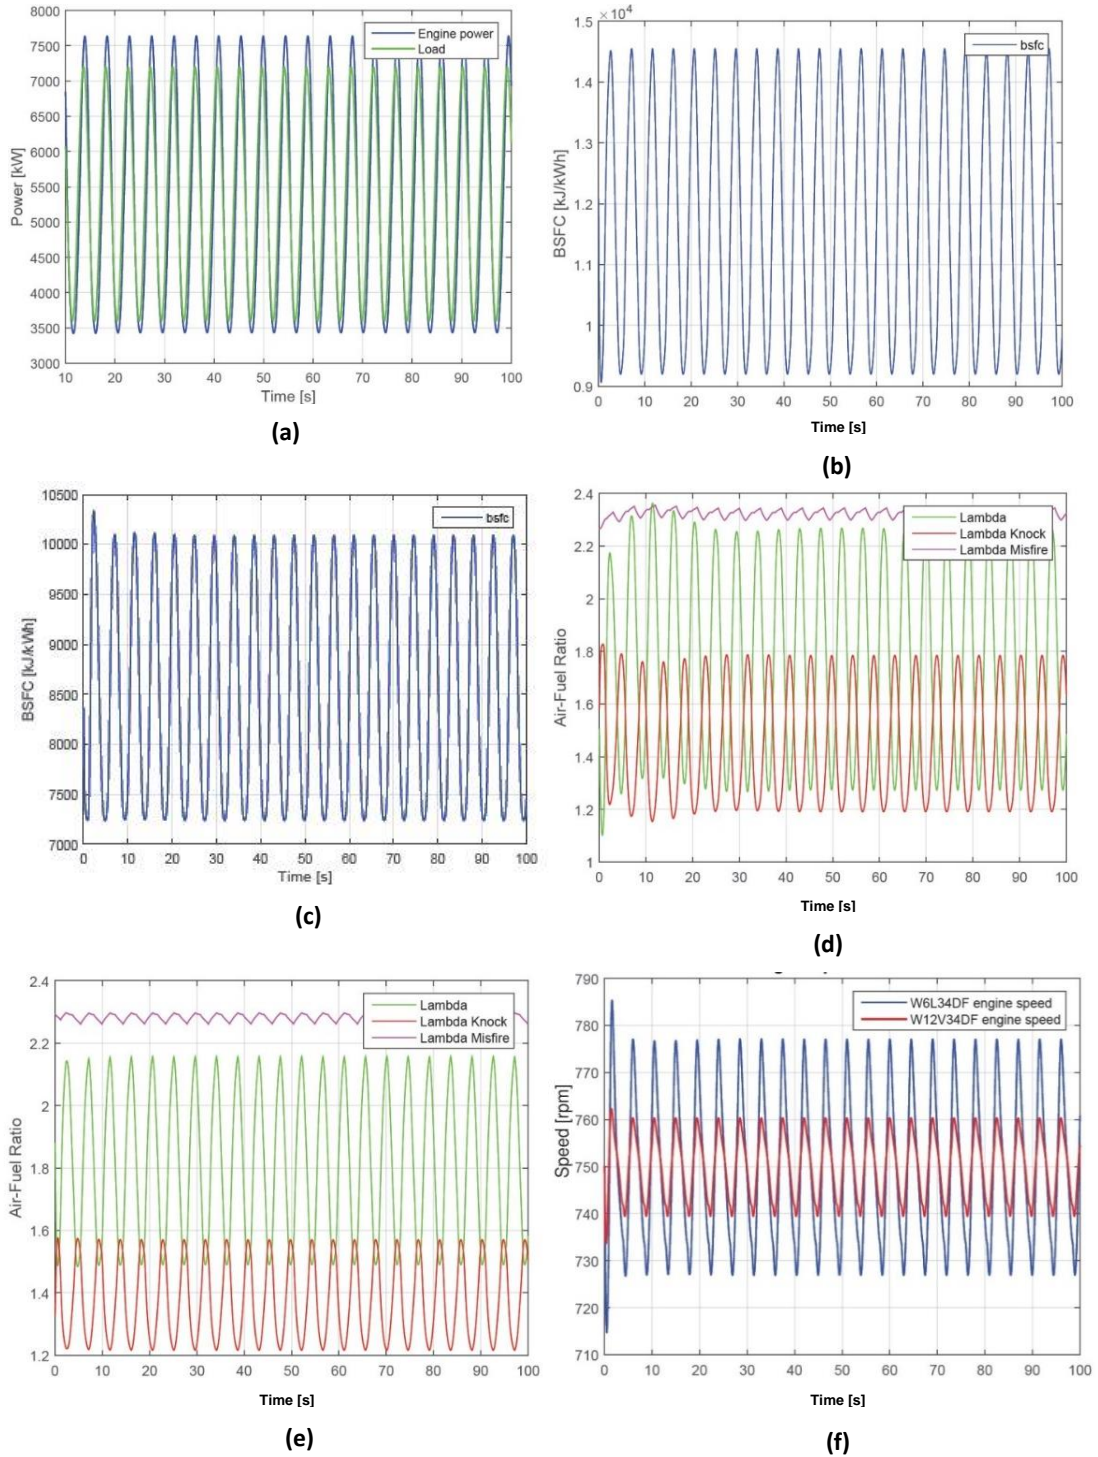 8000
7500
7000
6500
6000
5500
5000
4500
4000
3500
3000
Power [kW]
Engine power
Load
10 20 30 40 50 60 70 80 90 100
Time [s]
(a)
1.5 × 10⁴
1.4
1.3
1.2
1.1
1
0.9
BSFC [kJ/kWh]
bsfc
0 10 20 30 40 50 60 70 80 90 100
Time [s]
(b)
10500
10000
9500
9000
8500
8000
7500
7000
BSFC [kJ/kWh]
bsfc
0 10 20 30 40 50 60 70 80 90 100
Time [s]
(c)
2.4
2.2
2
1.8
1.6
1.4
1.2
1
Air-Fuel Ratio
Lambda
Lambda Knock
Lambda Misfire
0 10 20 30 40 50 60 70 80 90 100
Time [s]
(d)
2.4
2.2
2
1.8
1.6
1.4
1.2
Air-Fuel Ratio
Lambda
Lambda Knock
Lambda Misfire
0 10 20 30 40 50 60 70 80 90 100
Time [s]
(e)
790
780
770
760
750
740
730
720
710
Speed [rpm]
W6L34DF engine speed
W12V34DF engine speed
0 10 20 30 40 50 60 70 80 90 100
Time [s]
(f)